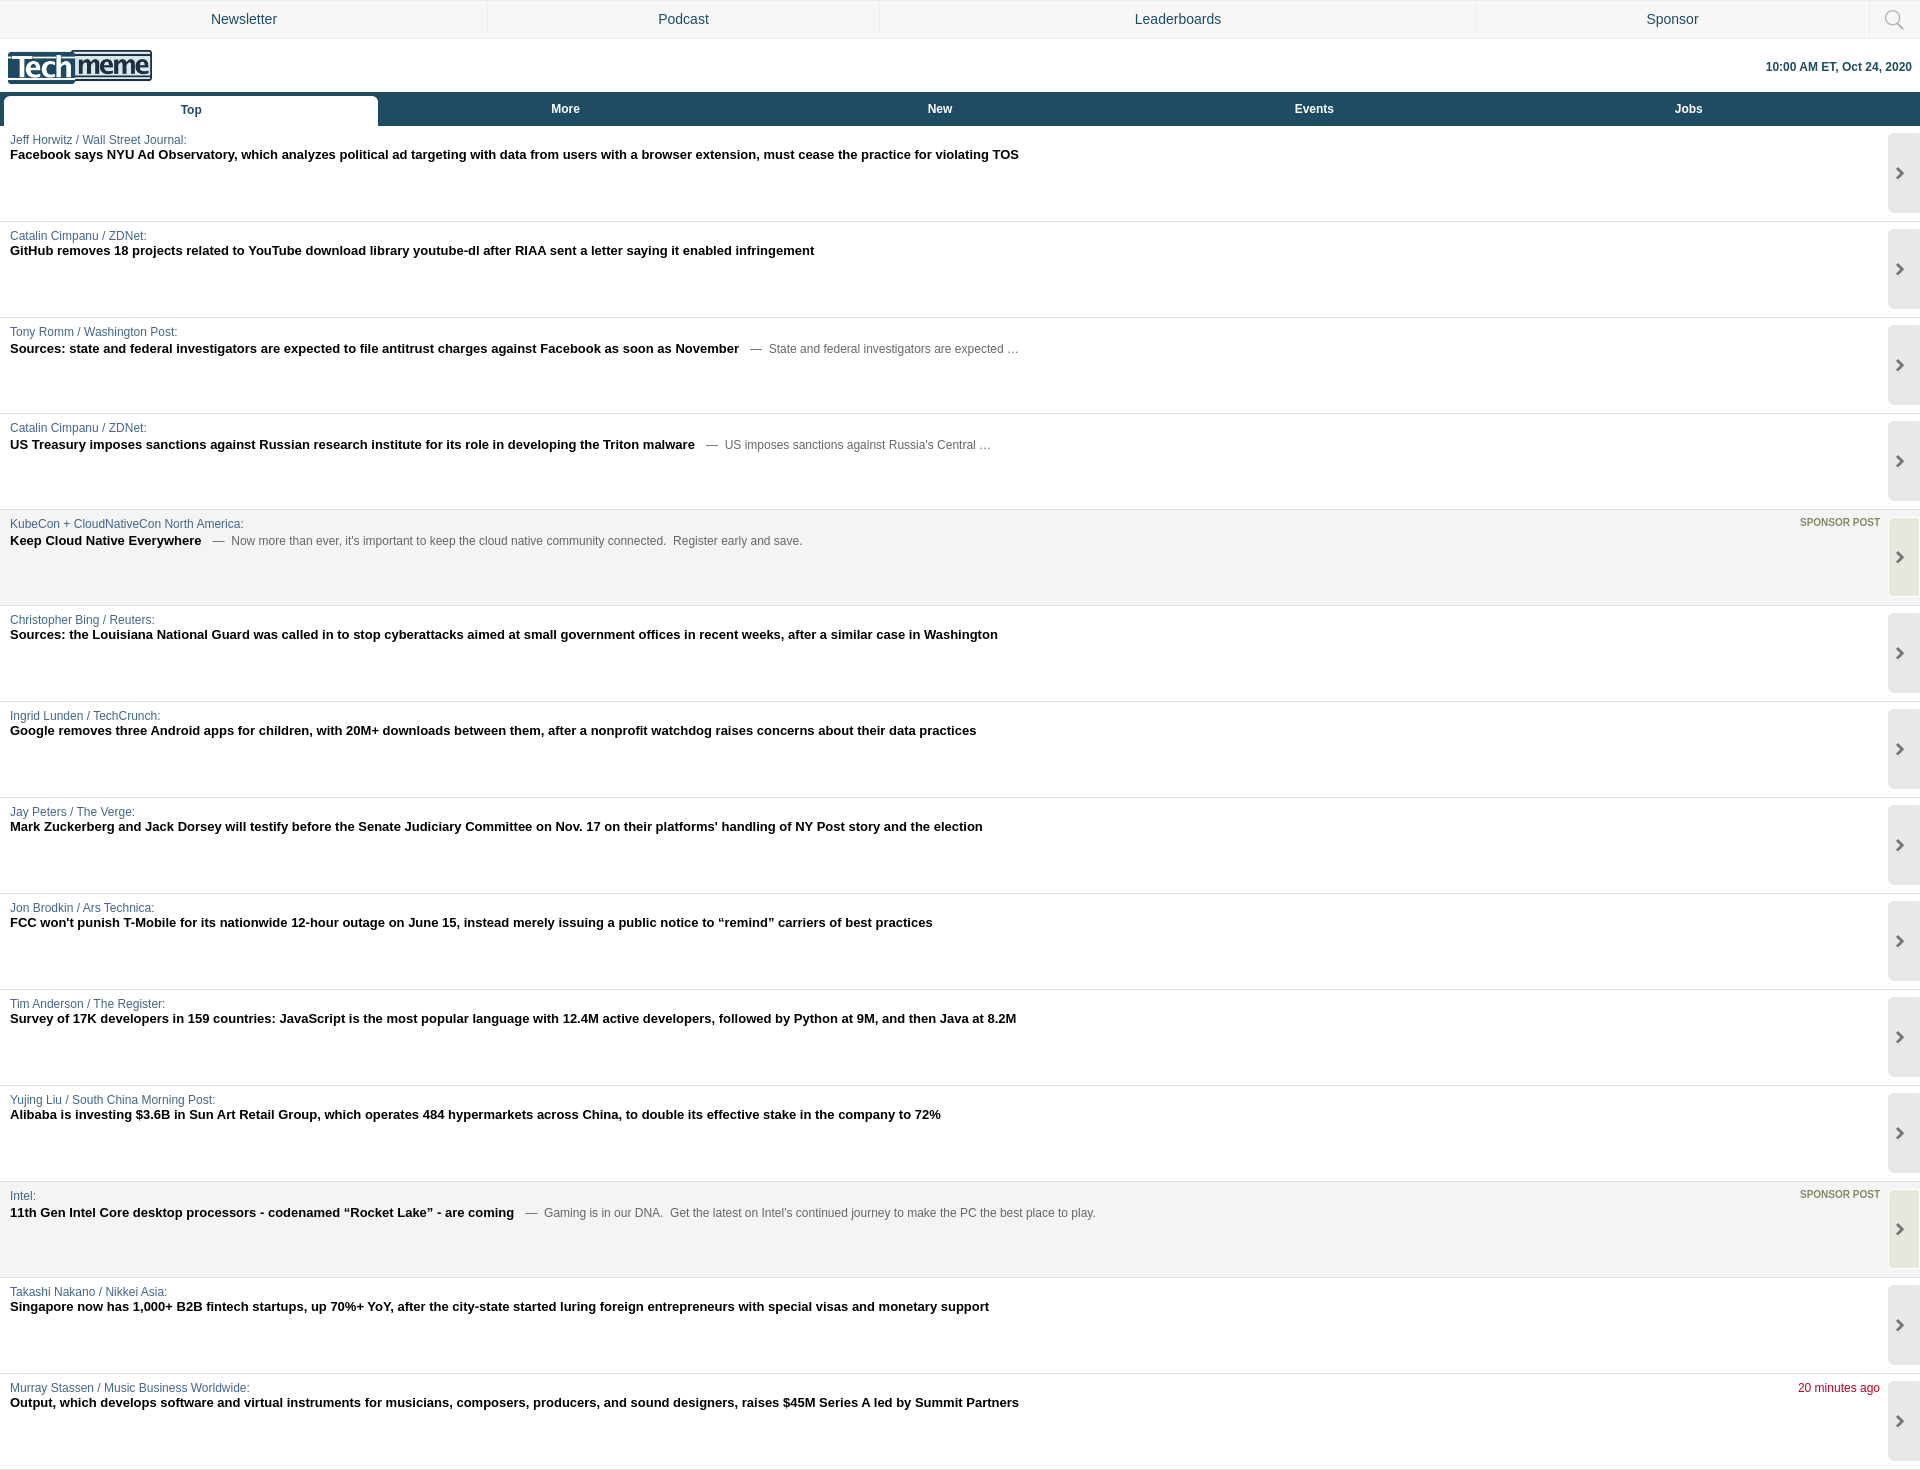 Newsletter
Podcast
Leaderboards
Sponsor
Techmeme
10:00 AM ET, Oct 24, 2020
Top
More
New
Events
Jobs
Jeff Horwitz / Wall Street Journal:
Facebook says NYU Ad Observatory, which analyzes political ad targeting with data from users with a browser extension, must cease the practice for violating TOS
Catalin Cimpanu / ZDNet:
GitHub removes 18 projects related to YouTube download library youtube-dl after RIAA sent a letter saying it enabled infringement
Tony Romm / Washington Post:
Sources: state and federal investigators are expected to file antitrust charges against Facebook as soon as November — State and federal investigators are expected …
Catalin Cimpanu / ZDNet:
US Treasury imposes sanctions against Russian research institute for its role in developing the Triton malware — US imposes sanctions against Russia's Central …
KubeCon + CloudNativeCon North America:
SPONSOR POST
Keep Cloud Native Everywhere — Now more than ever, it's important to keep the cloud native community connected. Register early and save.
Christopher Bing / Reuters:
Sources: the Louisiana National Guard was called in to stop cyberattacks aimed at small government offices in recent weeks, after a similar case in Washington
Ingrid Lunden / TechCrunch:
Google removes three Android apps for children, with 20M+ downloads between them, after a nonprofit watchdog raises concerns about their data practices
Jay Peters / The Verge:
Mark Zuckerberg and Jack Dorsey will testify before the Senate Judiciary Committee on Nov. 17 on their platforms' handling of NY Post story and the election
Jon Brodkin / Ars Technica:
FCC won't punish T-Mobile for its nationwide 12-hour outage on June 15, instead merely issuing a public notice to “remind” carriers of best practices
Tim Anderson / The Register:
Survey of 17K developers in 159 countries: JavaScript is the most popular language with 12.4M active developers, followed by Python at 9M, and then Java at 8.2M
Yujing Liu / South China Morning Post:
Alibaba is investing $3.6B in Sun Art Retail Group, which operates 484 hypermarkets across China, to double its effective stake in the company to 72%
Intel:
SPONSOR POST
11th Gen Intel Core desktop processors - codenamed “Rocket Lake” - are coming — Gaming is in our DNA. Get the latest on Intel's continued journey to make the PC the best place to play.
Takashi Nakano / Nikkei Asia:
Singapore now has 1,000+ B2B fintech startups, up 70%+ YoY, after the city-state started luring foreign entrepreneurs with special visas and monetary support
Murray Stassen / Music Business Worldwide:
20 minutes ago
Output, which develops software and virtual instruments for musicians, composers, producers, and sound designers, raises $45M Series A led by Summit Partners